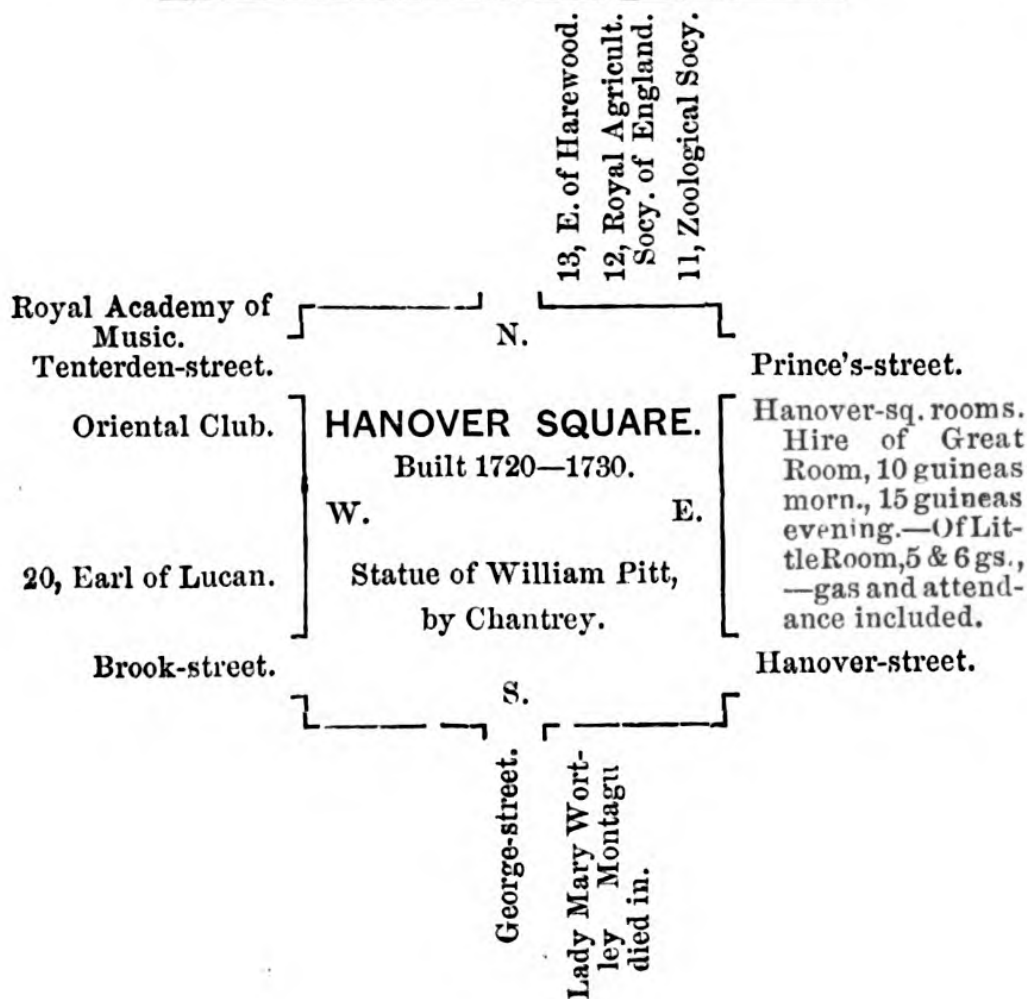 13, E. of Harewood.
12, Royal Agricult.
Socy. of England.
11, Zoological Socy.
Royal Academy of
Music.
Tenterden-street.
N.
Prince's-street.
Oriental Club.
HANOVER SQUARE.
Built 1720—1730.
W.
E.
Hanover-sq. rooms.
Hire of Great
Room, 10 guineas
morn., 15 guineas
evening.—Of Lit-
tle Room, 5 & 6 gs.,
—gas and attend-
ance included.
20, Earl of Lucan.
Statue of William Pitt,
by Chantrey.
Brook-street.
Hanover-street.
S.
George-street.
Lady Mary Wort-
ley Montagu
died in.